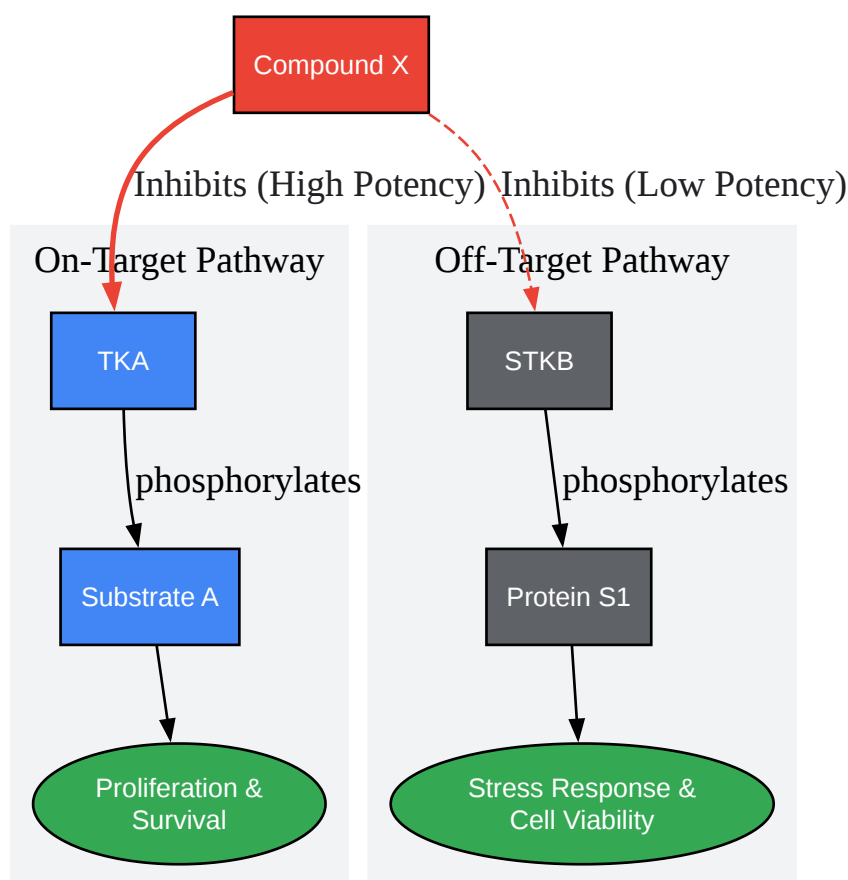 Compound X
Inhibits (High Potency)
Inhibits (Low Potency)
On-Target Pathway
Off-Target Pathway
TKA
STKB
phosphorylates
phosphorylates
Substrate A
Protein S1
Proliferation &
Survival
Stress Response &
Cell Viability